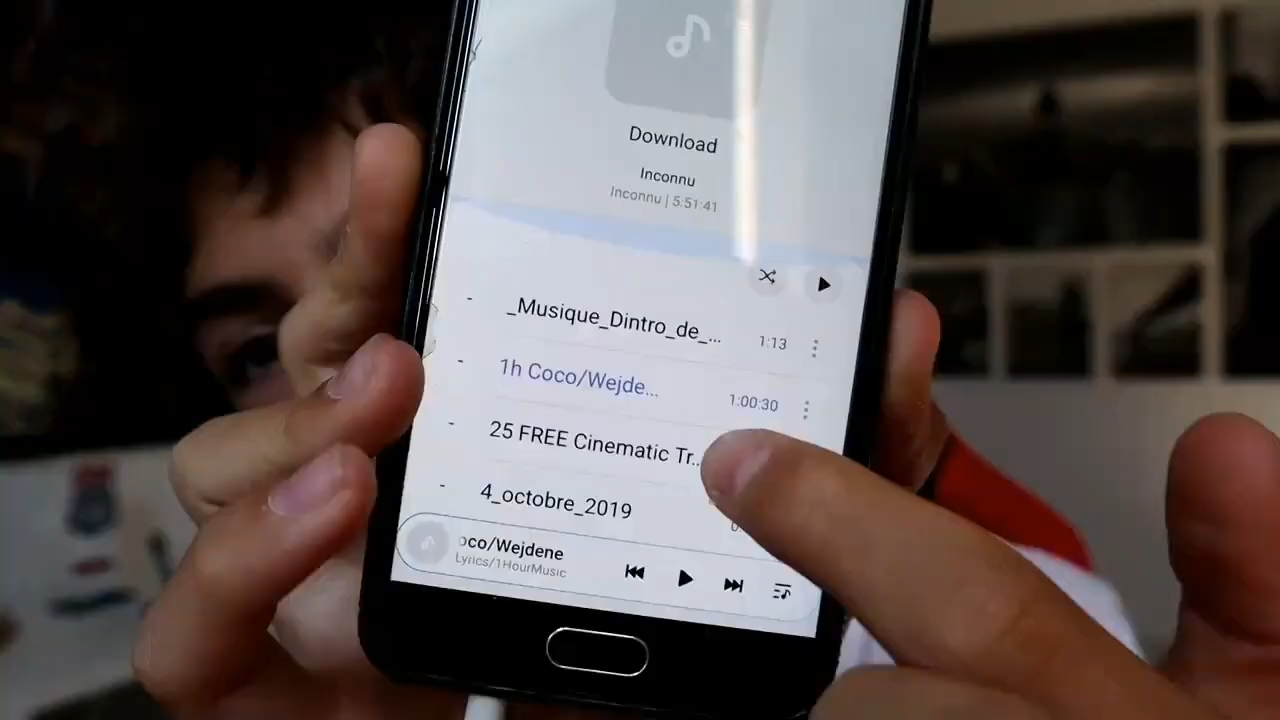 Download
Inconnu
Inconnu | 5:51:41
- _Musique_Dintro_de_... 1:13
- 1h Coco/Wejde... 1:00:30
- 25 FREE Cinematic Tr...
- 4_octobre_2019
oco/Wejdene
Lyrics/1HourMusic